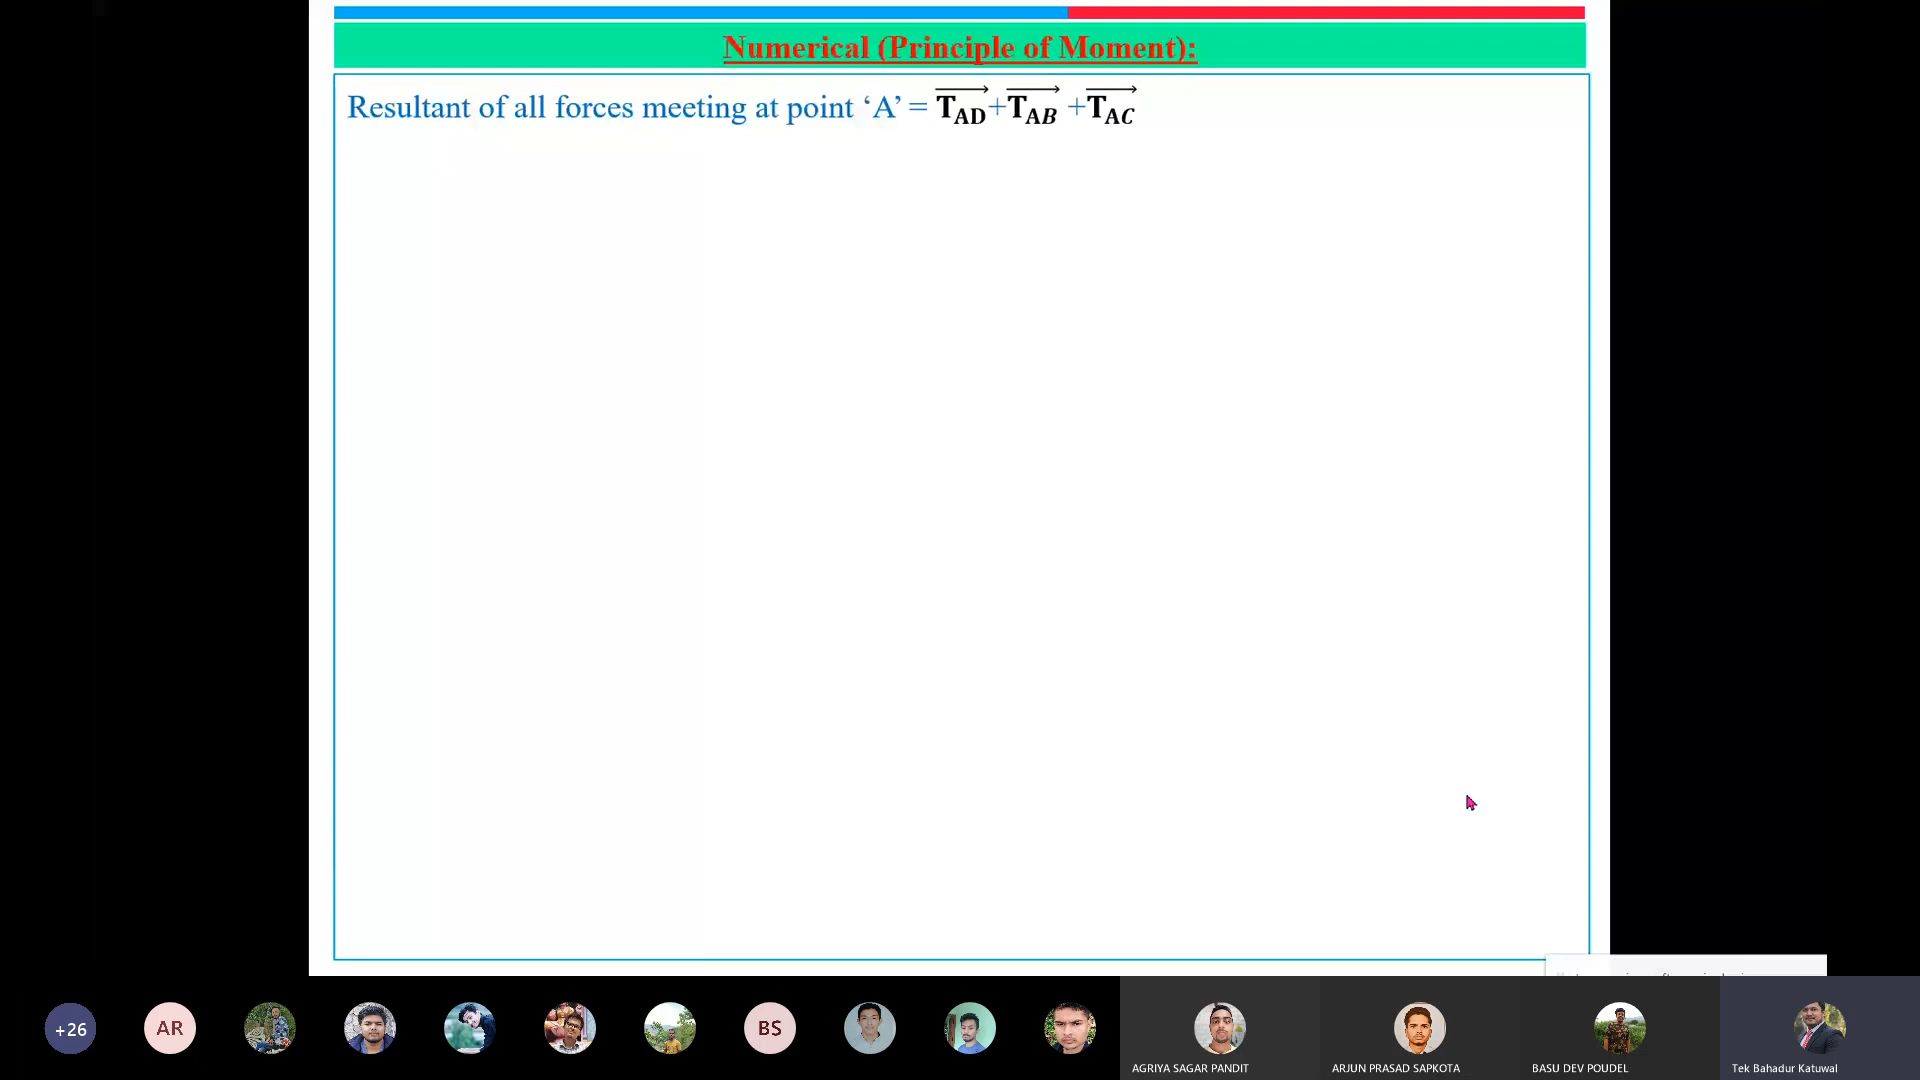 Numerical (Principle of Moment):
Resultant of all forces meeting at point ‘A’ = T_AD + T_AB + T_AC
+26
AR
BS
AGRIYA SAGAR PANDIT
ARJUN PRASAD SAPKOTA
BASU DEV POUDEL
Tek Bahadur Katuwal